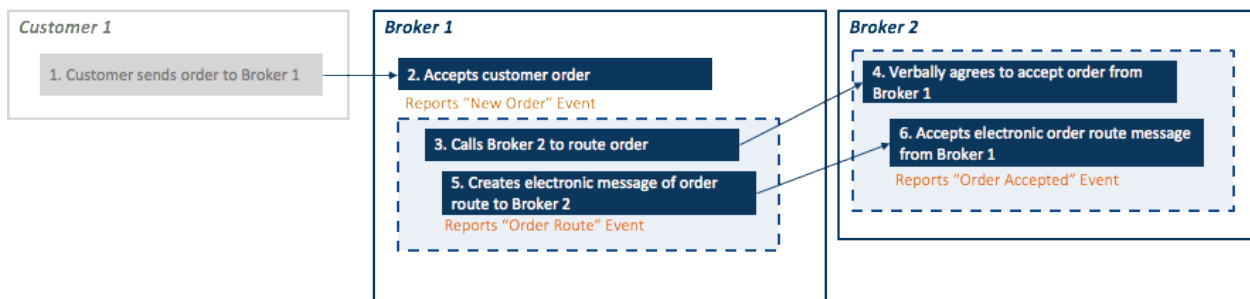 Customer 1
1. Customer sends order to Broker 1
Broker 1
2. Accepts customer order
Reports "New Order" Event
3. Calls Broker 2 to route order
5. Creates electronic message of order
route to Broker 2
Reports "Order Route" Event
Broker 2
4. Verbally agrees to accept order from
Broker 1
6. Accepts electronic order route message
from Broker 1
Reports "Order Accepted" Event